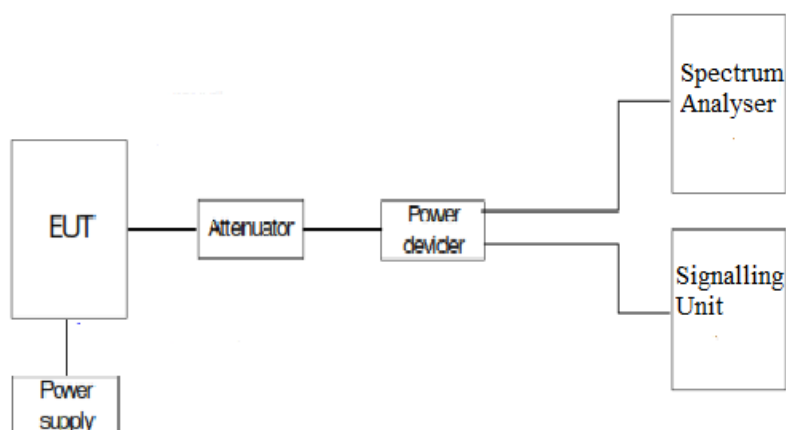 Spectrum
Analyser
EUT
Attenuator
Power
devider
Signalling
Unit
Power
supply